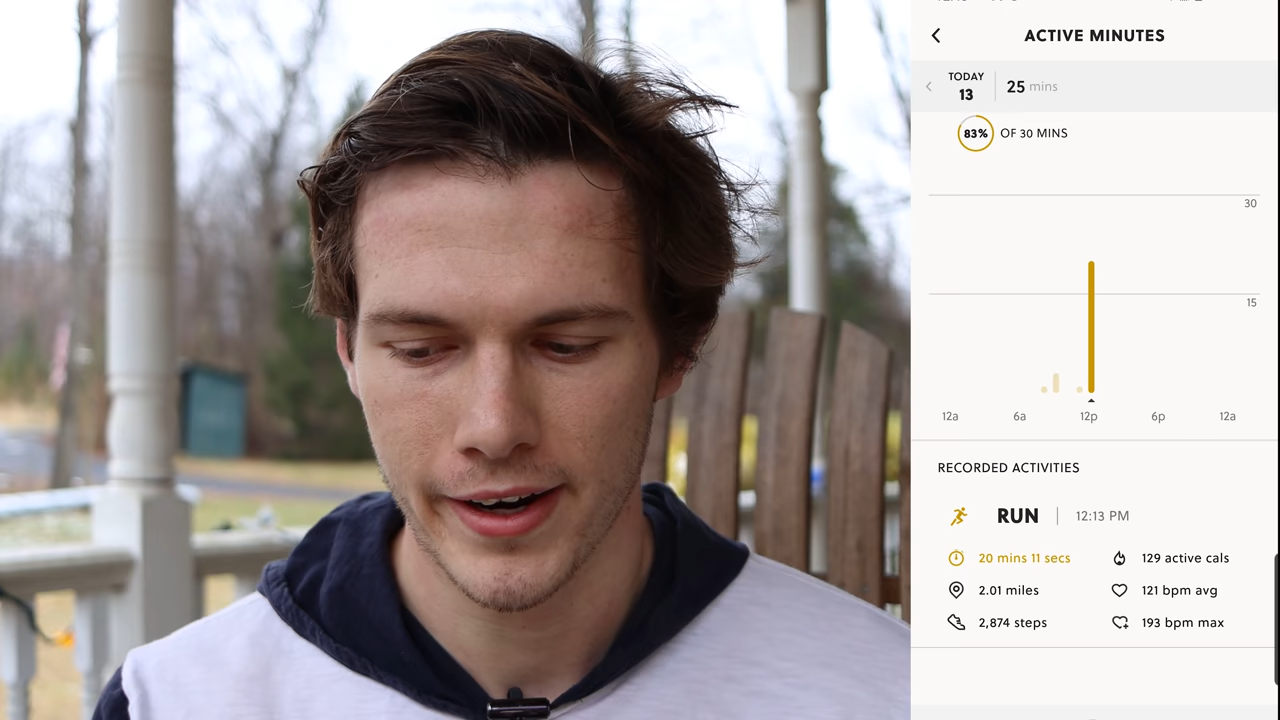 ACTIVE MINUTES
TODAY
13
25 mins
83% OF 30 MINS
30
15
12a 6a 12p 6p 12a
RECORDED ACTIVITIES
RUN 12:13 PM
20 mins 11 secs 129 active cals
2.01 miles 121 bpm avg
2,874 steps 193 bpm max